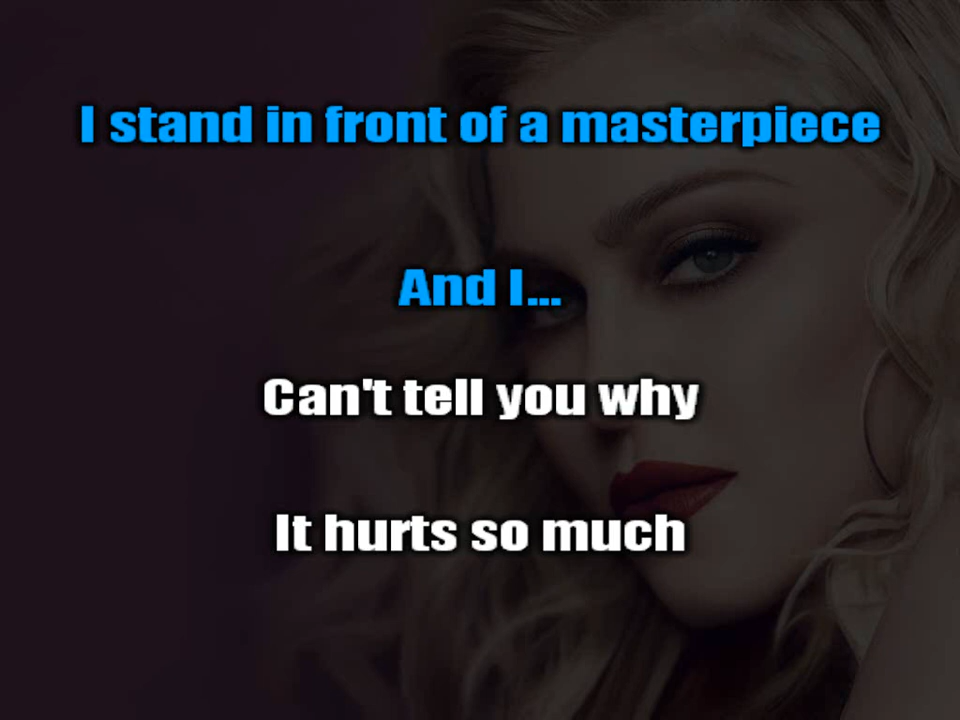 I stand in front of a masterpiece
And I...
Can't tell you why
It hurts so much